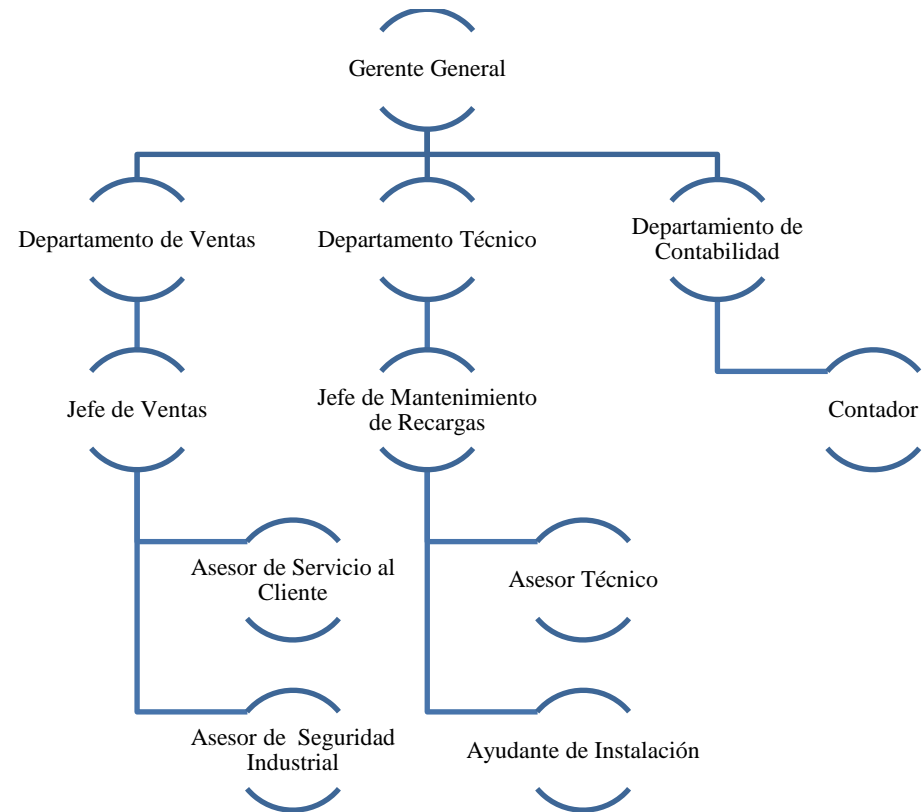 Gerente General
Departamento de Ventas
Departamento Técnico
Departamiento de
Contabilidad
Jefe de Ventas
Jefe de Mantenimiento
de Recargas
Contador
Asesor de Servicio al
Cliente
Asesor Técnico
Asesor de  Seguridad
Industrial
Ayudante de Instalación